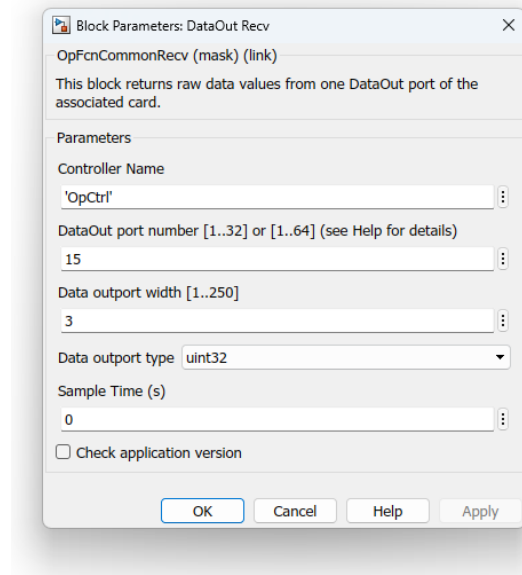 Block Parameters: DataOut Recv
OpFcnCommonRecv (mask) (link)
This block returns raw data values from one DataOut port of the
associated card.
Parameters
Controller Name
'OpCtrl'
DataOut port number [1..32] or [1..64] (see Help for details)
15
Data outport width [1..250]
3
Data outport type uint32
Sample Time (s)
0
Check application version
OK Cancel Help Apply